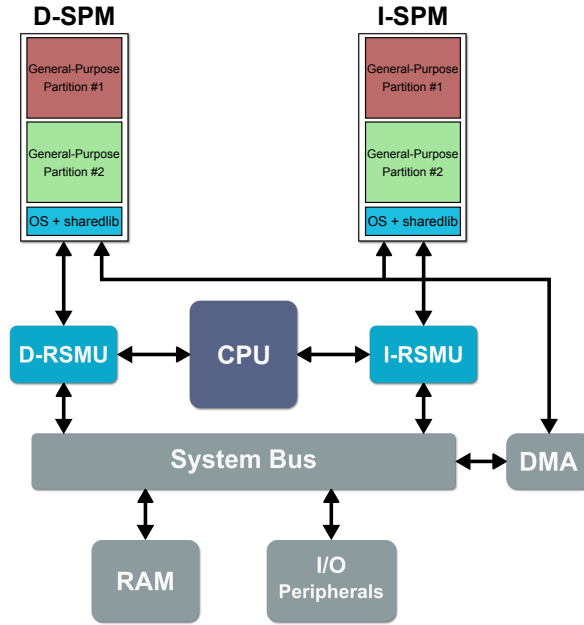 D-SPM
General-Purpose
Partition #1
General-Purpose
Partition #2
OS + sharedlib
I-SPM
General-Purpose
Partition #1
General-Purpose
Partition #2
OS + sharedlib
D-RSMU
CPU
I-RSMU
System Bus
DMA
RAM
I/O
Peripherals